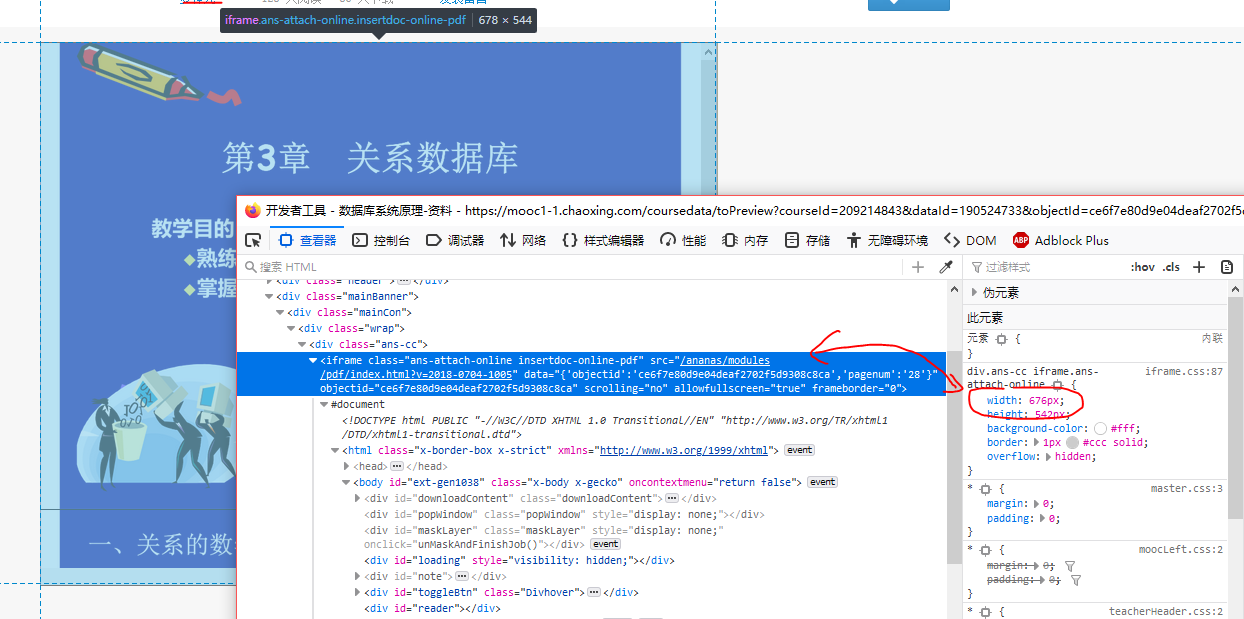 iframe.ans-attach-online.insertdoc-online-pdf 678 × 544
第3章 关系数据库
教学目的
◆熟练
◆掌握
一、关系的数
开发者工具 - 数据库系统原理-资料 - https://mooc1-1.chaoxing.com/coursedata/toPreview?courseId=209214843&dataId=190524733&objectId=ce6f7e80d9e04deaf2702f5d
查看器 控制台 调试器 网络 {} 样式编辑器 性能 内存 存储 无障碍环境 DOM ABP Adblock Plus
搜索 HTML
过滤样式 :hov .cls
<div class="header">…</div>
<div class="mainBanner">
<div class="mainCon">
<div class="wrap">
<div class="ans-cc">
<iframe class="ans-attach-online insertdoc-online-pdf" src="/ananas/modules
/pdf/index.html?v=2018-0704-1005" data="{'objectid':'ce6f7e80d9e04deaf2702f5d9308c8ca','pagenum':'28'}"
objectid="ce6f7e80d9e04deaf2702f5d9308c8ca" scrolling="no" allowfullscreen="true" frameborder="0">
#document
<!DOCTYPE html PUBLIC "-//W3C//DTD XHTML 1.0 Transitional//EN" "http://www.w3.org/TR/xhtml1
/DTD/xhtml1-transitional.dtd">
<html class="x-border-box x-strict" xmlns="http://www.w3.org/1999/xhtml"> event
<head>…</head>
<body id="ext-gen1038" class="x-body x-gecko" oncontextmenu="return false"> event
<div id="downloadContent" class="downloadContent">…</div>
<div id="popWindow" class="popWindow" style="display: none;"></div>
<div id="maskLayer" class="maskLayer" style="display: none;"
onclick="unMaskAndFinishJob()"></div> event
<div id="loading" style="visibility: hidden;"></div>
<div id="note">…</div>
<div id="toggleBtn" class="Divhover">…</div>
<div id="reader"></div>
伪元素
此元素
元素 { 内联
}
div.ans-cc iframe.ans- iframe.css:87
attach-online {
width: 676px;
height: 542px;
background-color: #fff;
border: 1px #ccc solid;
overflow: hidden;
}
* { master.css:3
margin: 0;
padding: 0;
}
* { moocLeft.css:2
margin: 0;
padding: 0;
}
* { teacherHeader.css:2